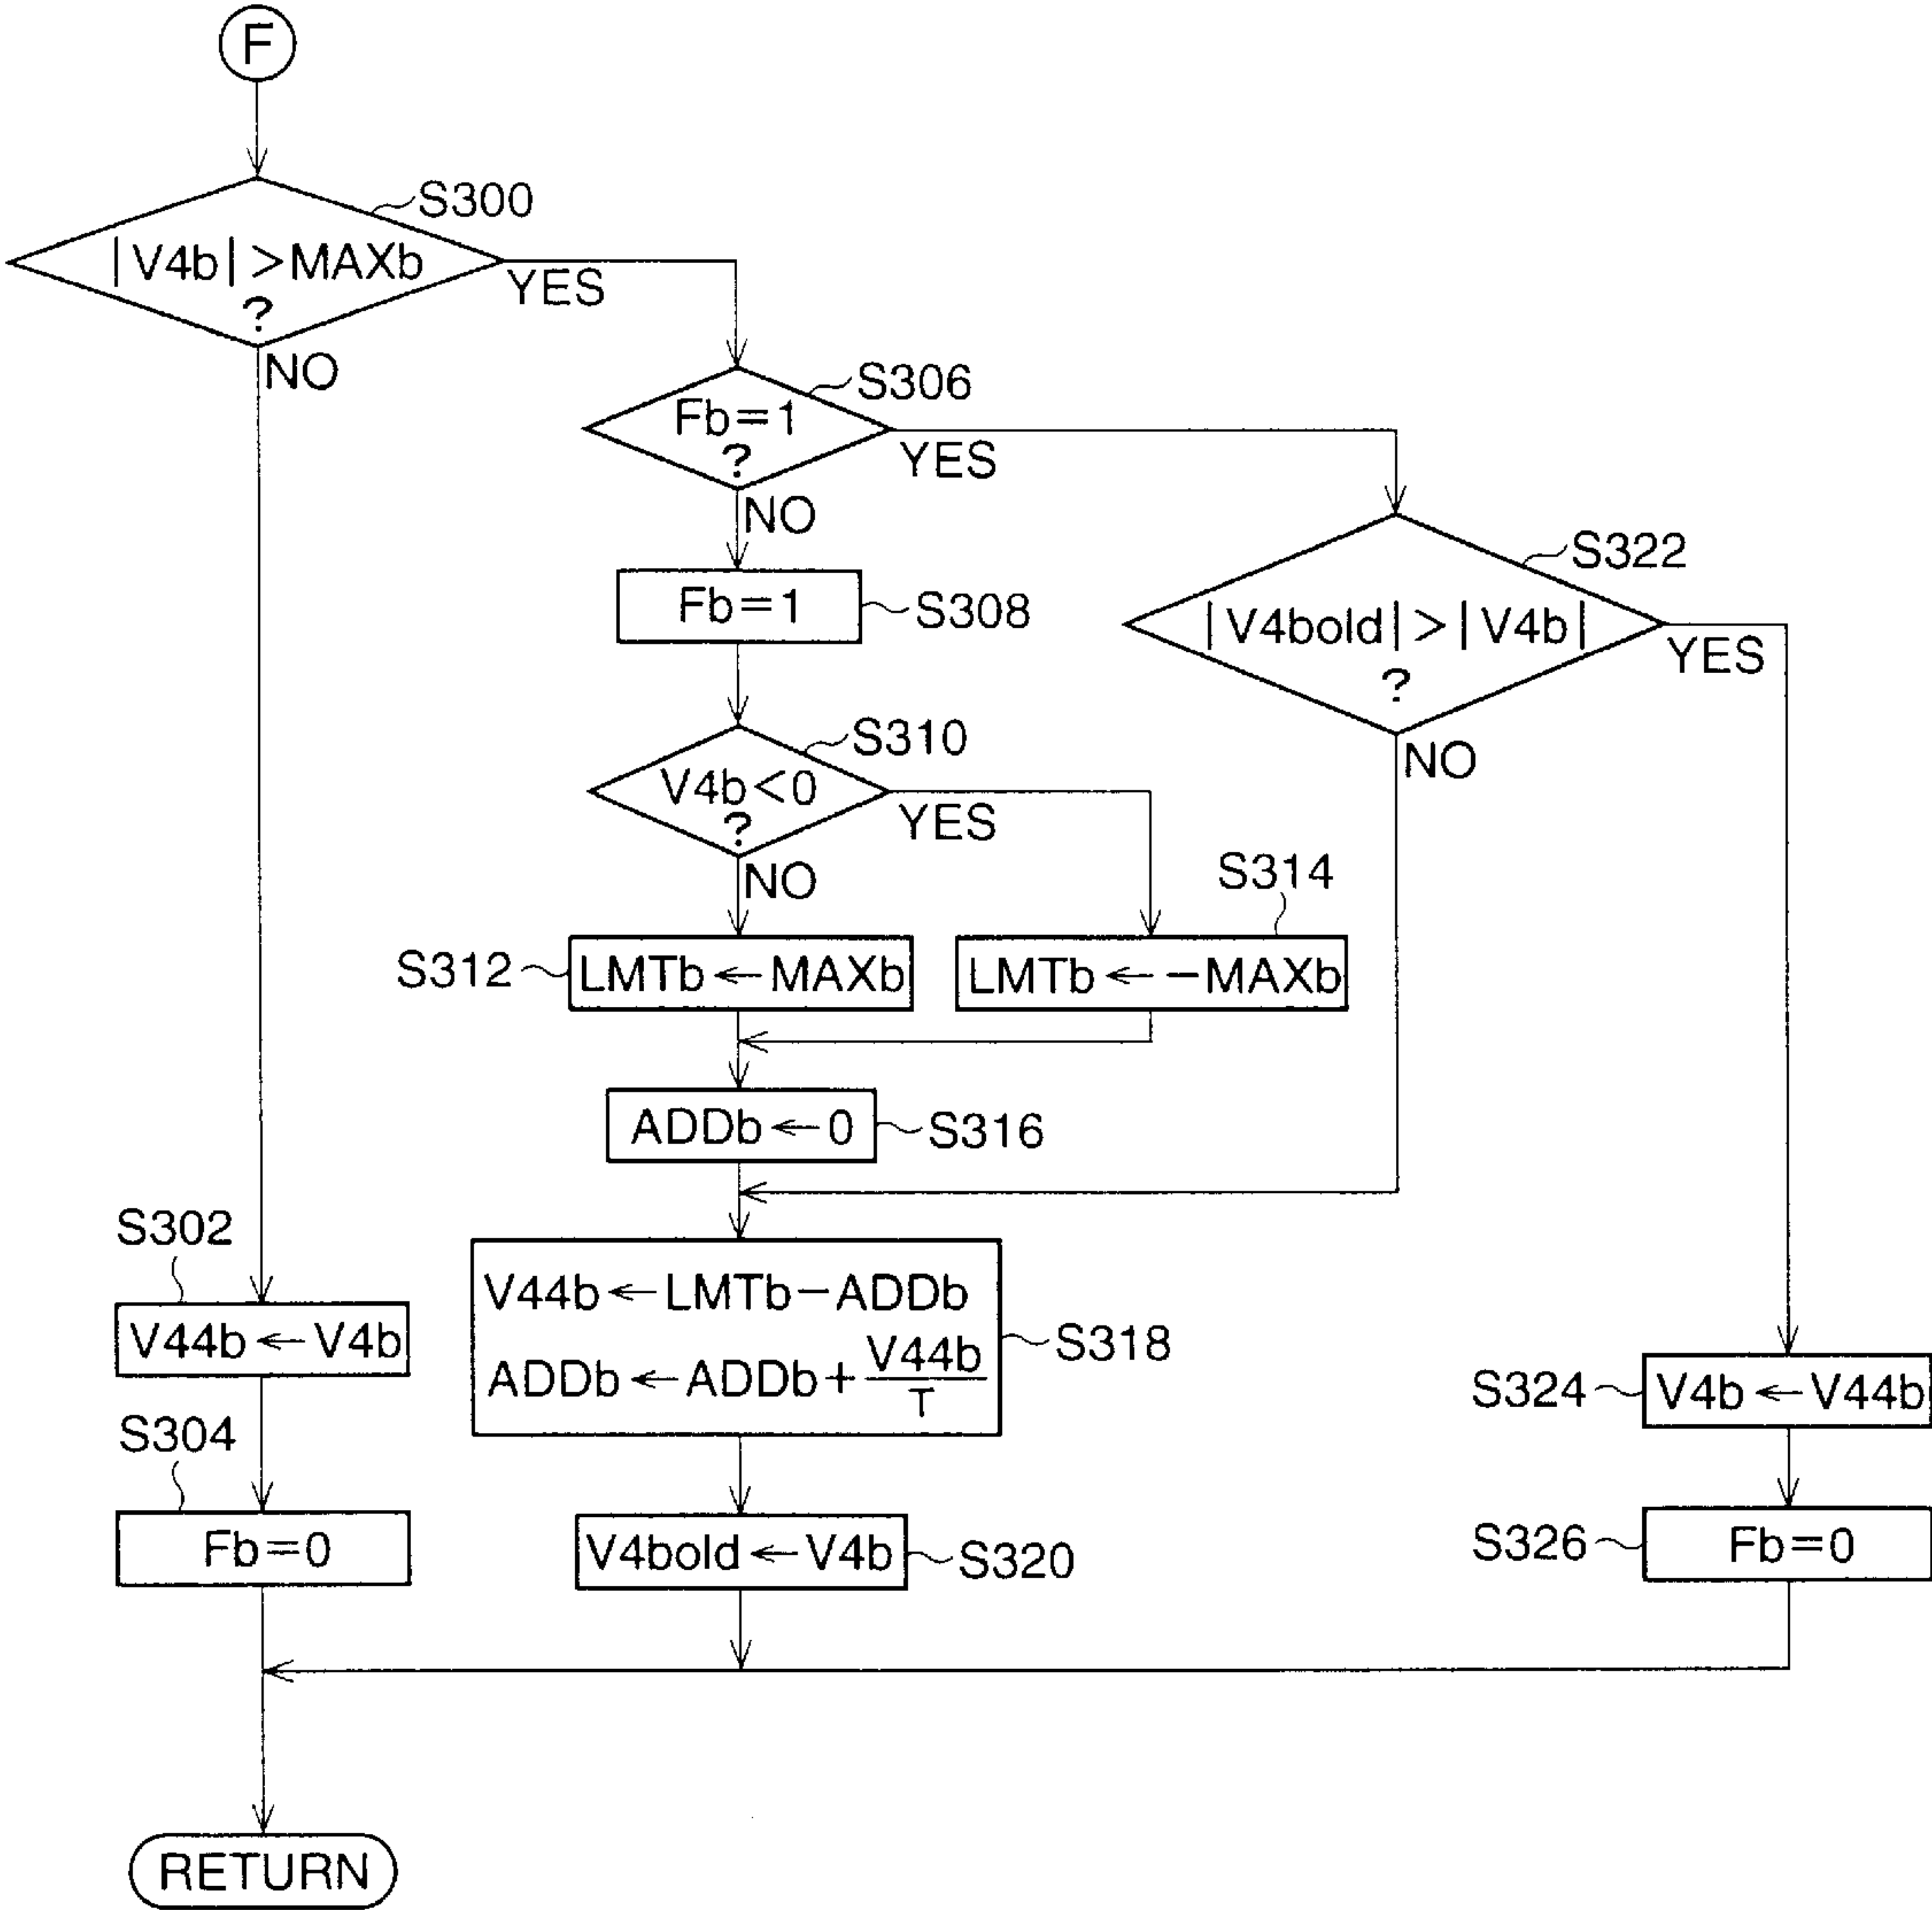 F
S300
|V4b|>MAXb
?
YES
NO
S306
Fb=1
?
YES
NO
Fb=1
S308
S322
|V4bold|>|V4b|
?
YES
NO
S310
V4b<0
?
YES
NO
S314
S312
LMTb←MAXb
LMTb←-MAXb
ADDb←0
S316
S302
V44b←V4b
V44b←LMTb-ADDb
ADDb←ADDb+V44b/T
S318
S324
V4b←V44b
S304
Fb=0
V4bold←V4b
S320
S326
Fb=0
RETURN